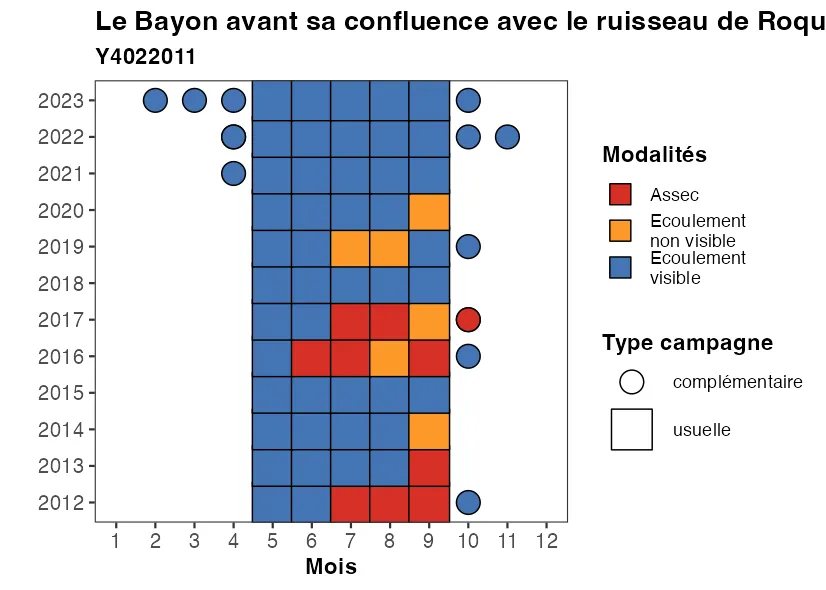 Le Bayon avant sa confluence avec le ruisseau de Roqu
Y4022011
2023
2022
2021
2020
2019
2018
2017
2016
2015
2014
2013
2012
1 2 3 4 5 6 7 8 9 10 11 12
Mois
Modalités
Assec
Ecoulement
non visible
Ecoulement
visible
Type campagne
complémentaire
usuelle